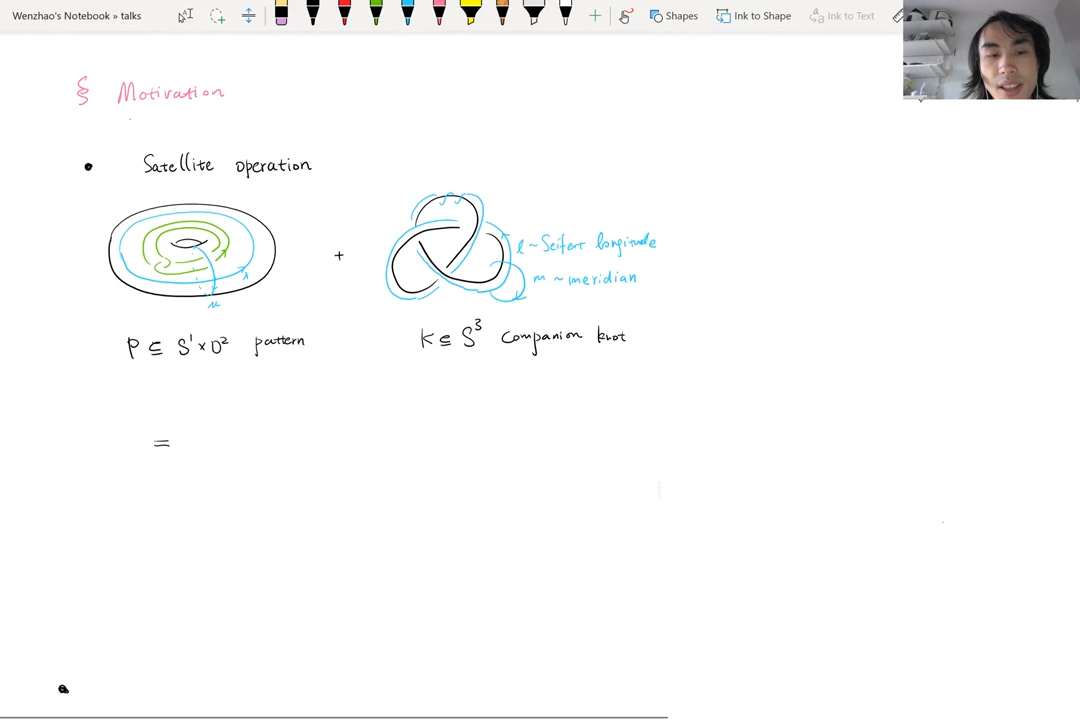 Wenzhao's Notebook » talks
Shapes
Ink to Shape
Ink to Text
§ Motivation
• Satellite operation
λ
μ
+
l ~ Seifert longitude
m ~ meridian
P ⊆ S¹ × D² pattern
K ⊆ S³ companion knot
=